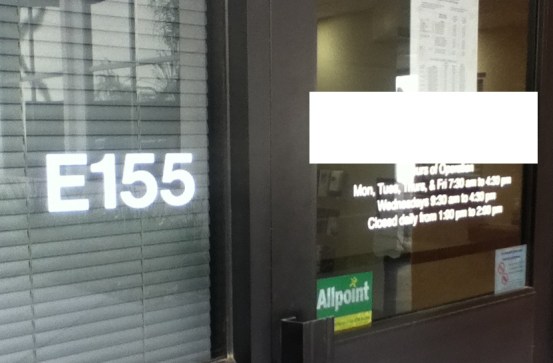 E155
Hours of Operation
Mon, Tues, Thurs, & Fri 7:30 am to 4:30 pm
Wednesdays 8:30 am to 4:30 pm
Closed daily from 1:00 pm to 2:00 pm
Allpoint